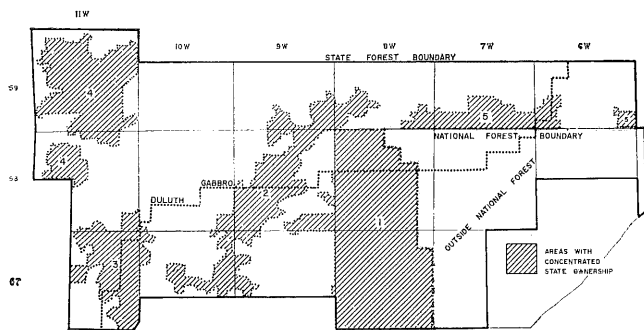 11W
10W
9W
8W
7W
6W
STATE FOREST BOUNDARY
59
4
5
5
NATIONAL FOREST BOUNDARY
4
53
GABBRO
2
DULUTH
1
OUTSIDE NATIONAL FOREST
3
AREAS WITH
CONCENTRATED
STATE OWNERSHIP
67